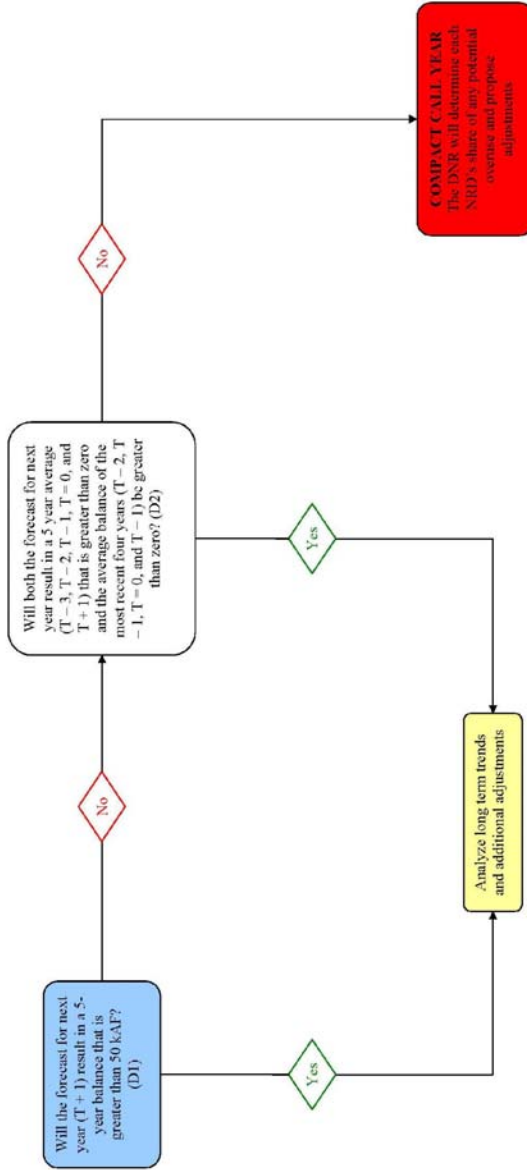 Will the forecast for next
year (T + 1) result in a 5-
year balance that is
greater than 50 kAF?
(D1)
No
Yes
Will both the forecast for next
year result in a 5 year average
(T – 3, T – 2, T – 1, T = 0, and
T + 1) that is greater than zero
and the average balance of the
most recent four years (T – 2, T
– 1, T = 0, and T – 1) be greater
than zero? (D2)
No
Yes
Analyze long term trends
and additional adjustments
COMPACT CALL YEAR
The DNR will determine each
NRD's share of any potential
overuse and propose
adjustments